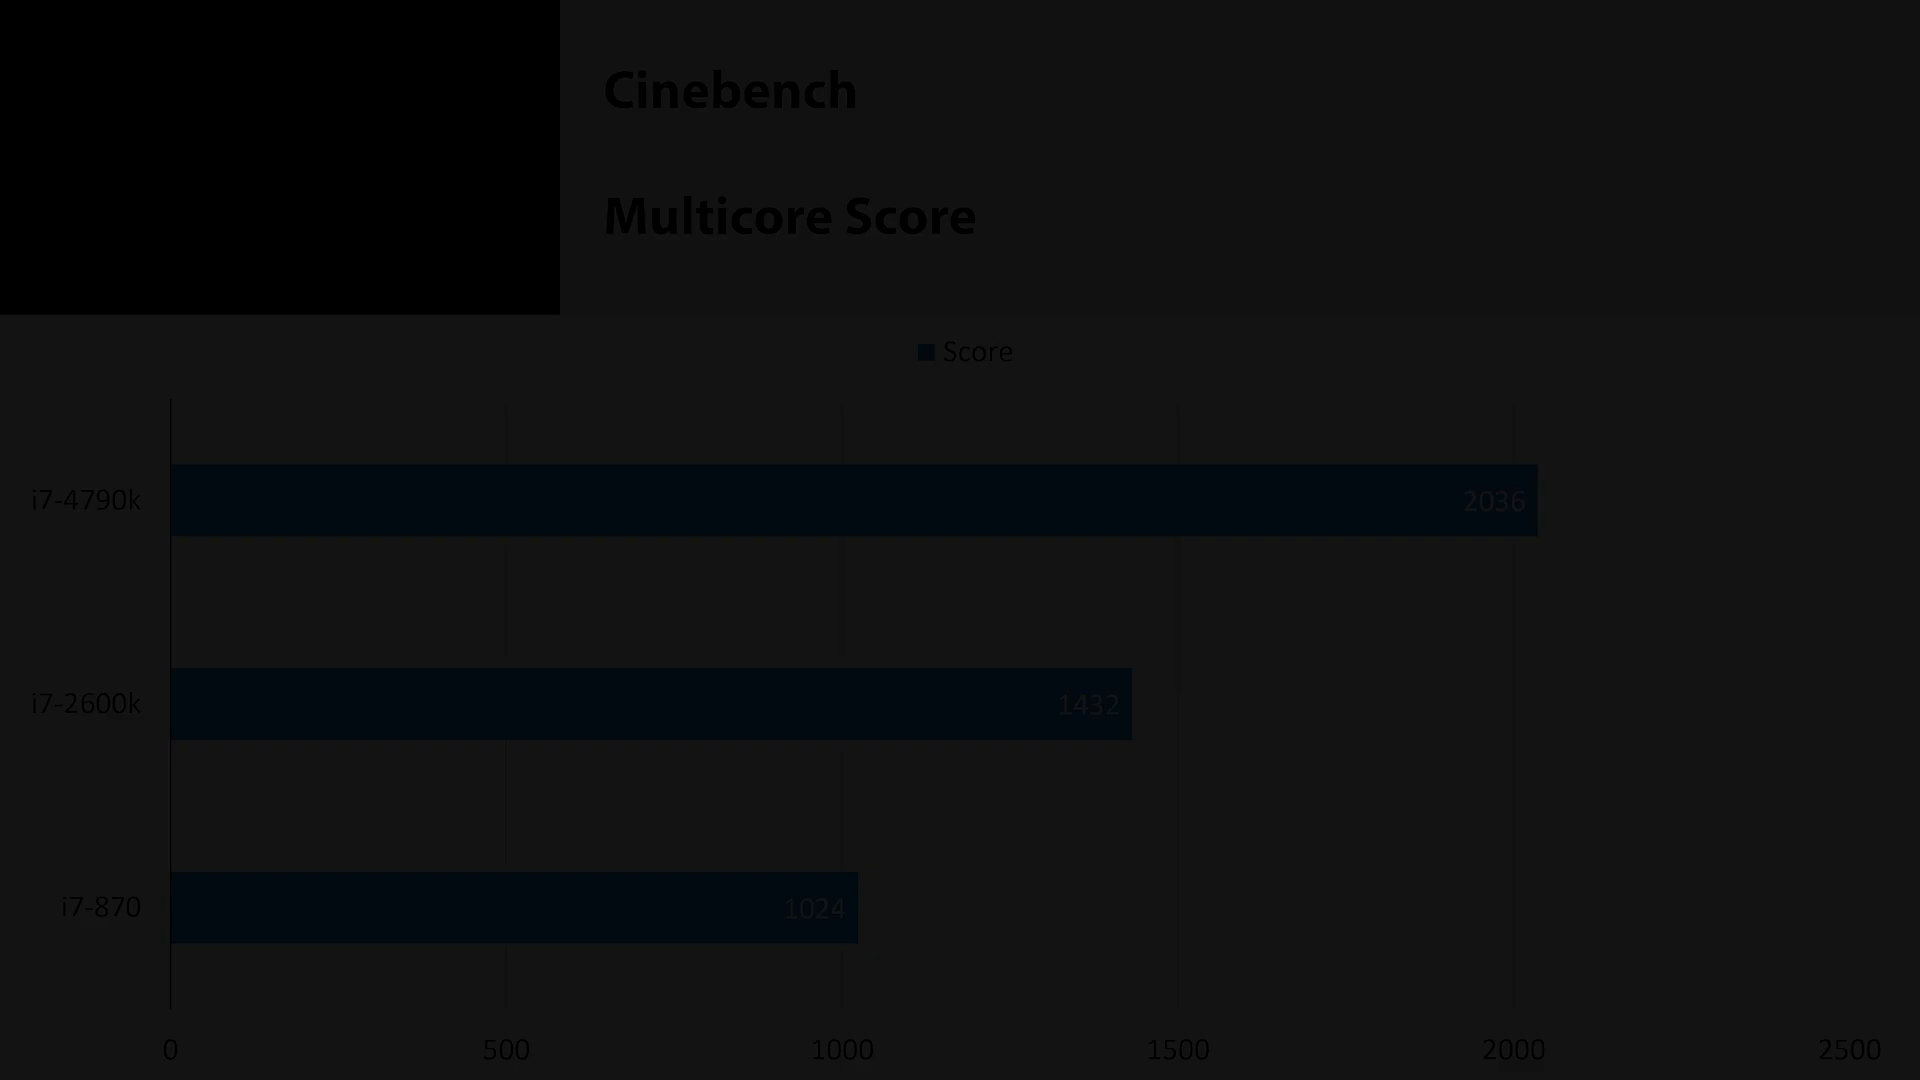 Cinebench
Multicore Score
Score
i7-4790k
2036
i7-2600k
1432
i7-870
1024
0 500 1000 1500 2000 2500